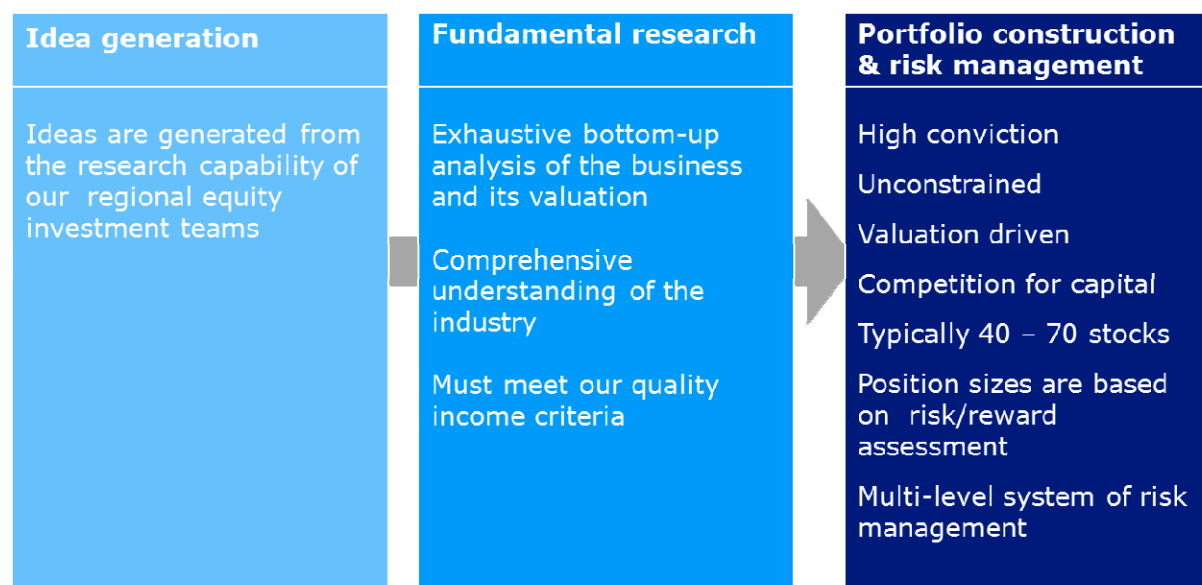 Idea generation
Ideas are generated from
the research capability of
our regional equity
investment teams
Fundamental research
Exhaustive bottom-up
analysis of the business
and its valuation
Comprehensive
understanding of the
industry
Must meet our quality
income criteria
Portfolio construction
& risk management
High conviction
Unconstrained
Valuation driven
Competition for capital
Typically 40 – 70 stocks
Position sizes are based
on risk/reward
assessment
Multi-level system of risk
management